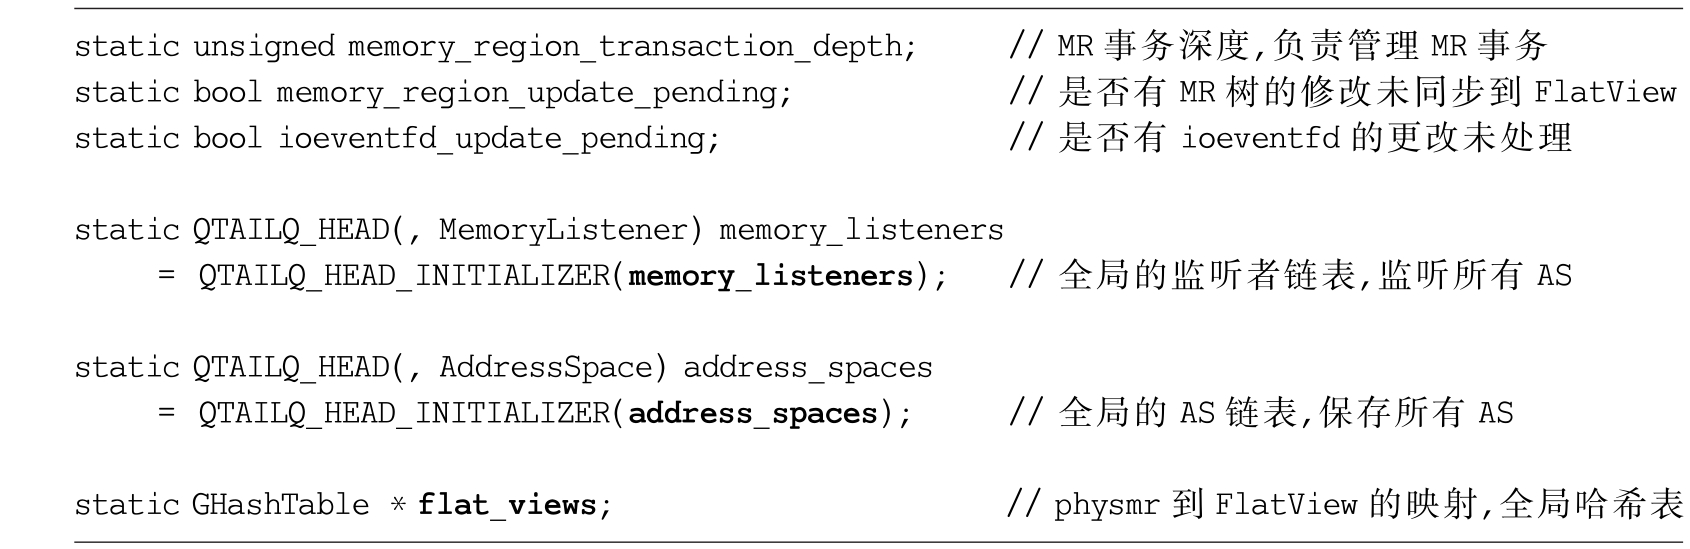 static unsigned memory_region_transaction_depth; // MR 事务深度,负责管理 MR 事务
static bool memory_region_update_pending; // 是否有 MR 树的修改未同步到 FlatView
static bool ioeventfd_update_pending; // 是否有 ioeventfd 的更改未处理
static QTAILQ_HEAD(, MemoryListener) memory_listeners
= QTAILQ_HEAD_INITIALIZER(memory_listeners); // 全局的监听者链表,监听所有 AS
static QTAILQ_HEAD(, AddressSpace) address_spaces
= QTAILQ_HEAD_INITIALIZER(address_spaces); // 全局的 AS 链表,保存所有 AS
static GHashTable * flat_views; // physmr 到 FlatView 的映射,全局哈希表